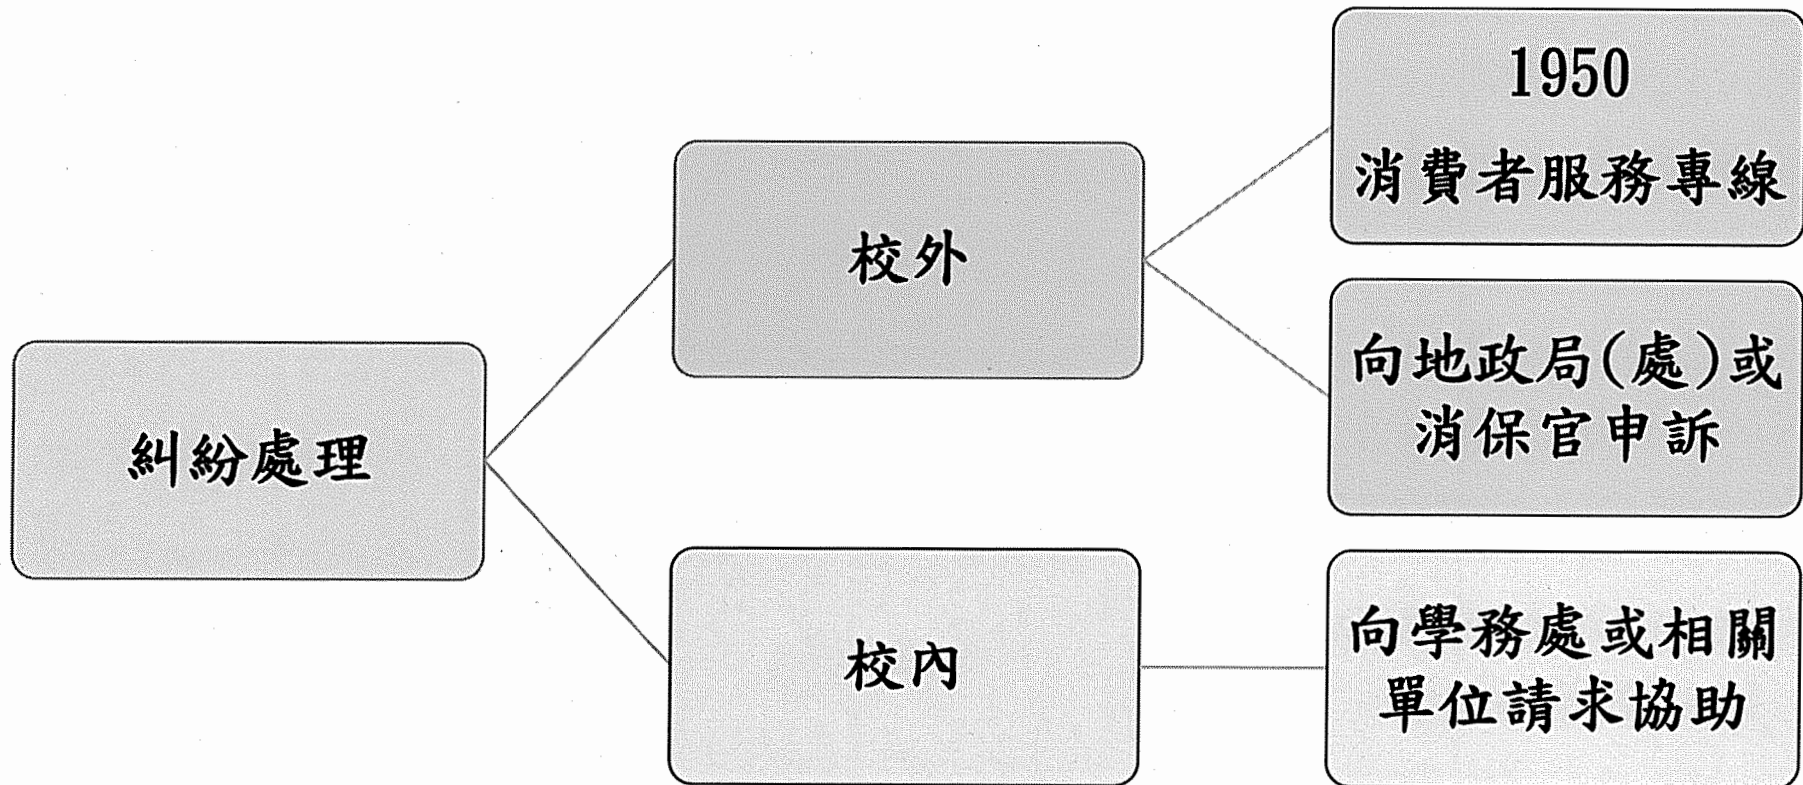 糾紛處理
校外
1950
消費者服務專線
向地政局(處)或
消保官申訴
校內
向學務處或相關
單位請求協助